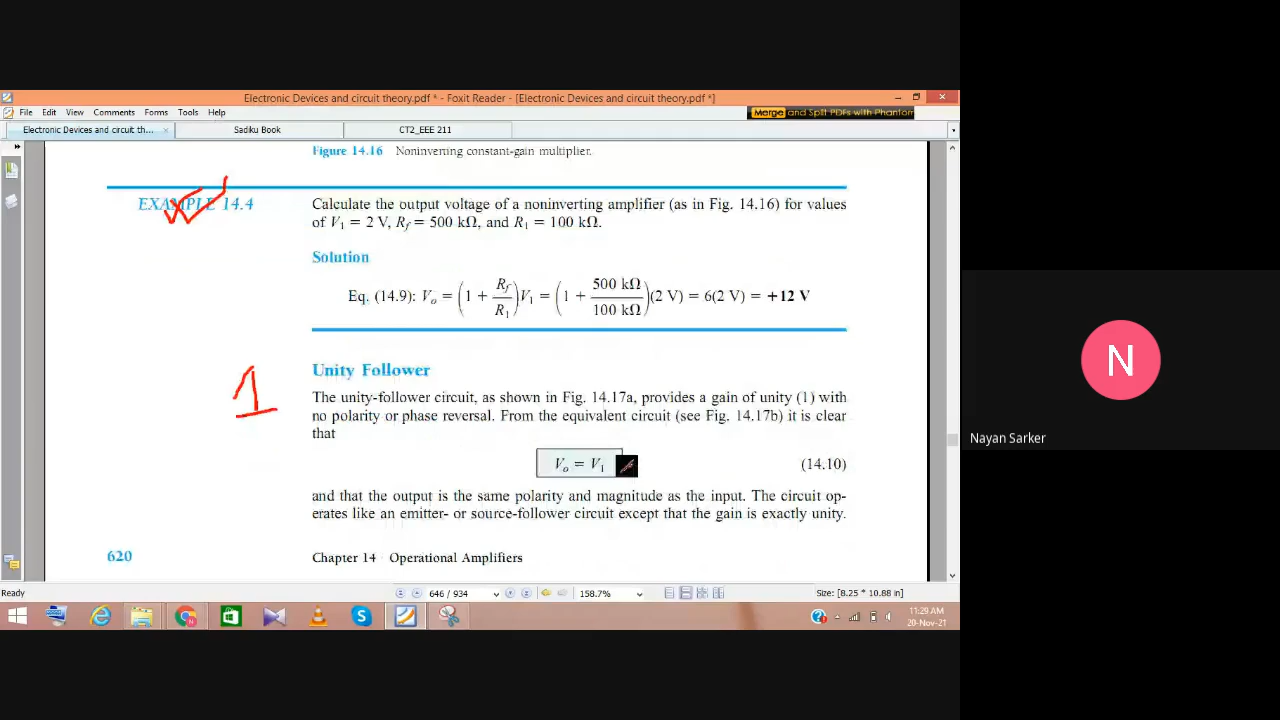 Electronic Devices and circuit theory.pdf * - Foxit Reader - [Electronic Devices and circuit theory.pdf *]
File Edit View Comments Forms Tools Help
Merge and Split PDFs with Phantom
Electronic Devices and circuit th... × Sadiku Book CT2_EEE 211
Figure 14.16 Noninverting constant-gain multiplier.
EXAMPLE 14.4
Calculate the output voltage of a noninverting amplifier (as in Fig. 14.16) for values
of V₁ = 2 V, R_f = 500 kΩ, and R₁ = 100 kΩ.
Solution
Eq. (14.9): V_o = (1 + R_f/R₁)V₁ = (1 + 500 kΩ/100 kΩ)(2 V) = 6(2 V) = +12 V
1
Unity Follower
The unity-follower circuit, as shown in Fig. 14.17a, provides a gain of unity (1) with
no polarity or phase reversal. From the equivalent circuit (see Fig. 14.17b) it is clear
that
V_o = V₁ (14.10)
and that the output is the same polarity and magnitude as the input. The circuit op-
erates like an emitter- or source-follower circuit except that the gain is exactly unity.
620 Chapter 14 Operational Amplifiers
Ready 646 / 934 158.7% Size: [8.25 * 10.88 in]
11:29 AM
20-Nov-21
N
Nayan Sarker